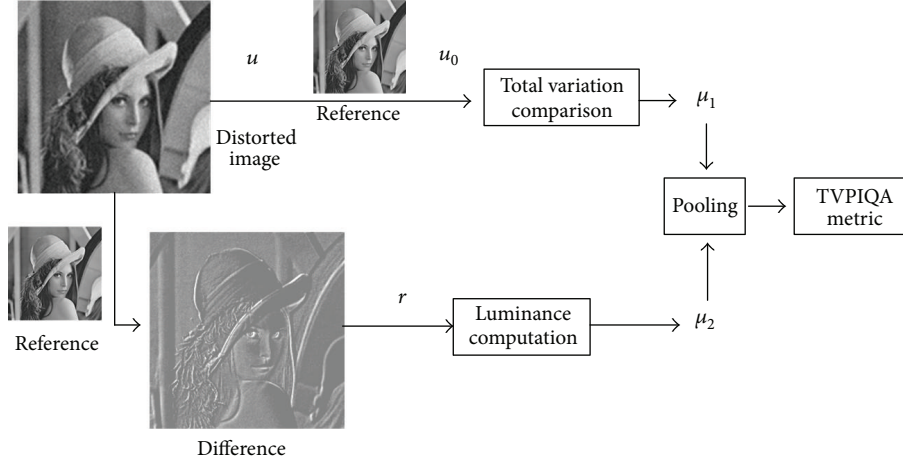 u
u0
Total variation
comparison
μ1
Distorted
image
Reference
Pooling
TVPIQA
metric
Reference
r
Luminance
computation
μ2
Difference